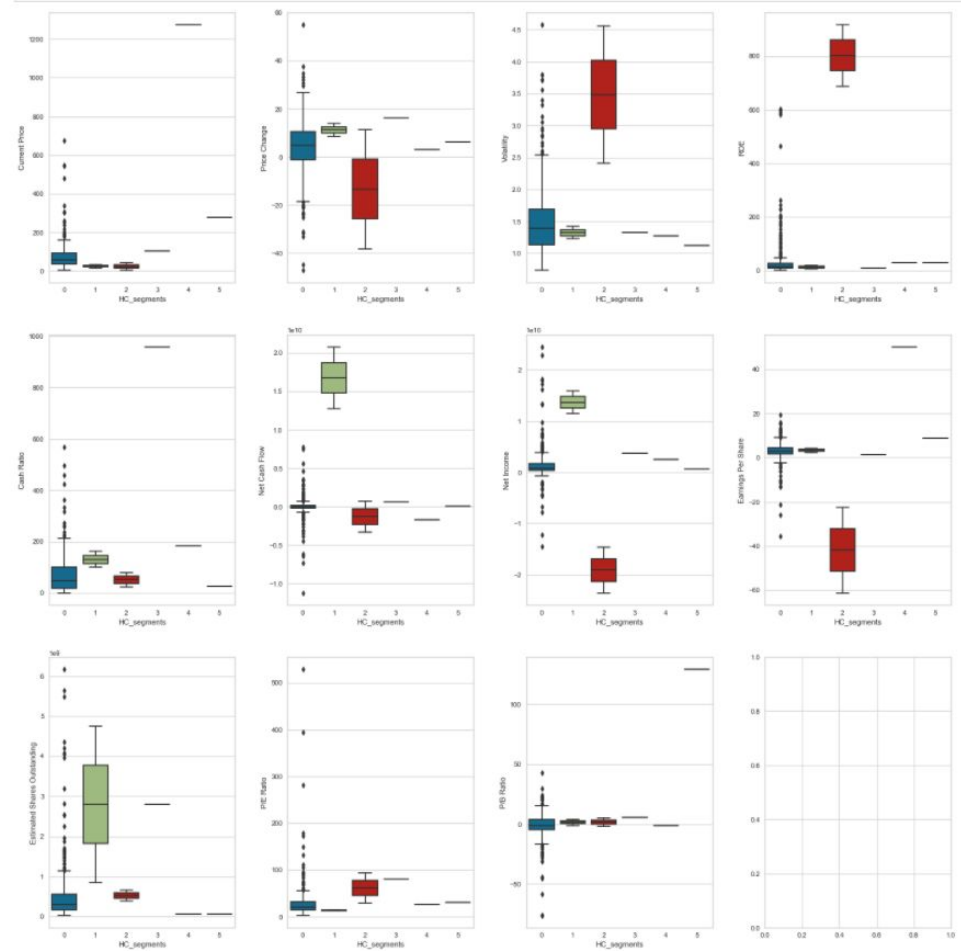 Current Price
1200
1000
800
600
400
200
0
0 1 2 3 4 5
HC_segments
Price Change
60
40
20
0
−20
−40
0 1 2 3 4 5
HC_segments
Volatility
4.5
4.0
3.5
3.0
2.5
2.0
1.5
1.0
0 1 2 3 4 5
HC_segments
ROE
800
600
400
200
0
0 1 2 3 4 5
HC_segments
Cash Ratio
1000
800
600
400
200
0
0 1 2 3 4 5
HC_segments
1e10
Net Cash Flow
2.0
1.5
1.0
0.5
0.0
−0.5
−1.0
0 1 2 3 4 5
HC_segments
1e10
Net Income
2
1
0
−1
−2
0 1 2 3 4 5
HC_segments
Earnings Per Share
40
20
0
−20
−40
−60
0 1 2 3 4 5
HC_segments
1e9
Estimated Shares Outstanding
6
5
4
3
2
1
0
0 1 2 3 4 5
HC_segments
P/E Ratio
500
400
300
200
100
0
0 1 2 3 4 5
HC_segments
P/B Ratio
100
50
0
−50
0 1 2 3 4 5
HC_segments
1.0
0.8
0.6
0.4
0.2
0.0
0.0 0.2 0.4 0.6 0.8 1.0